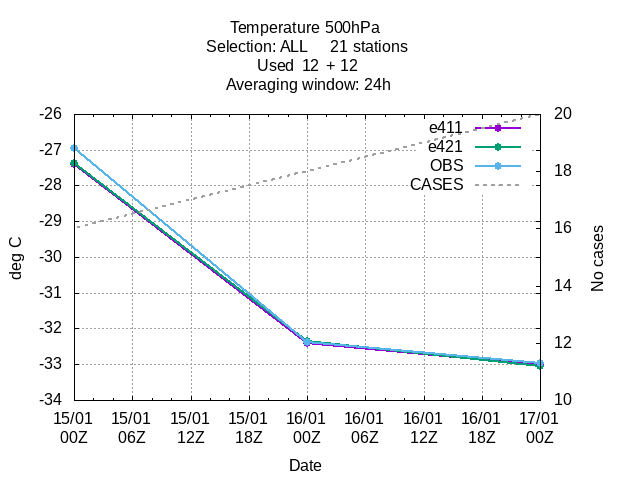 Temperature 500hPa
Selection: ALL     21 stations
Used  12  + 12
Averaging window: 24h
-26
-27
-28
-29
-30
-31
-32
-33
-34
deg C
e411
e421
OBS
CASES
20
18
16
14
12
10
No cases
15/01 15/01 15/01 15/01 16/01 16/01 16/01 16/01 17/01
00Z 06Z 12Z 18Z 00Z 06Z 12Z 18Z 00Z
Date